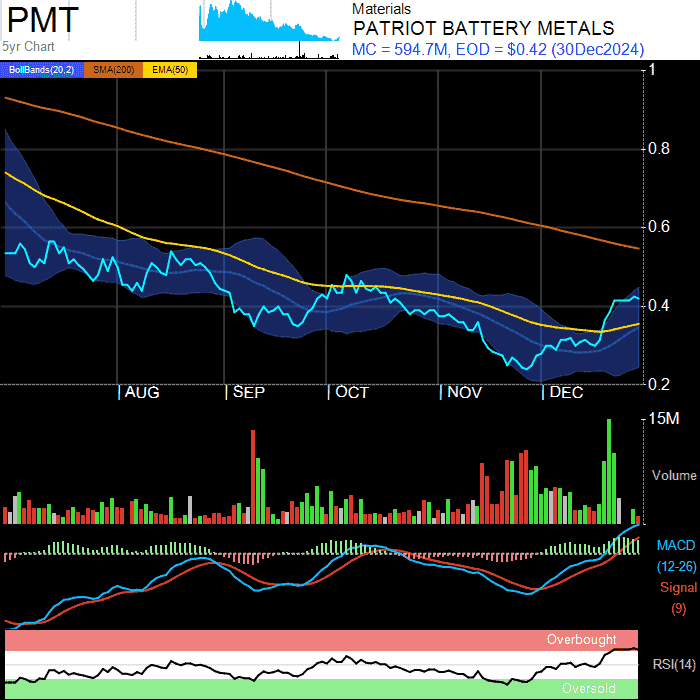 PMT
5yr Chart
Materials
PATRIOT BATTERY METALS
MC = 594.7M, EOD = $0.42 (30Dec2024)
BollBands(20,2) SMA(200) EMA(50)
1
0.8
0.6
0.4
0.2
AUG SEP OCT NOV DEC
15M
Volume
MACD
(12-26)
Signal
(9)
Overbought
RSI(14)
Oversold